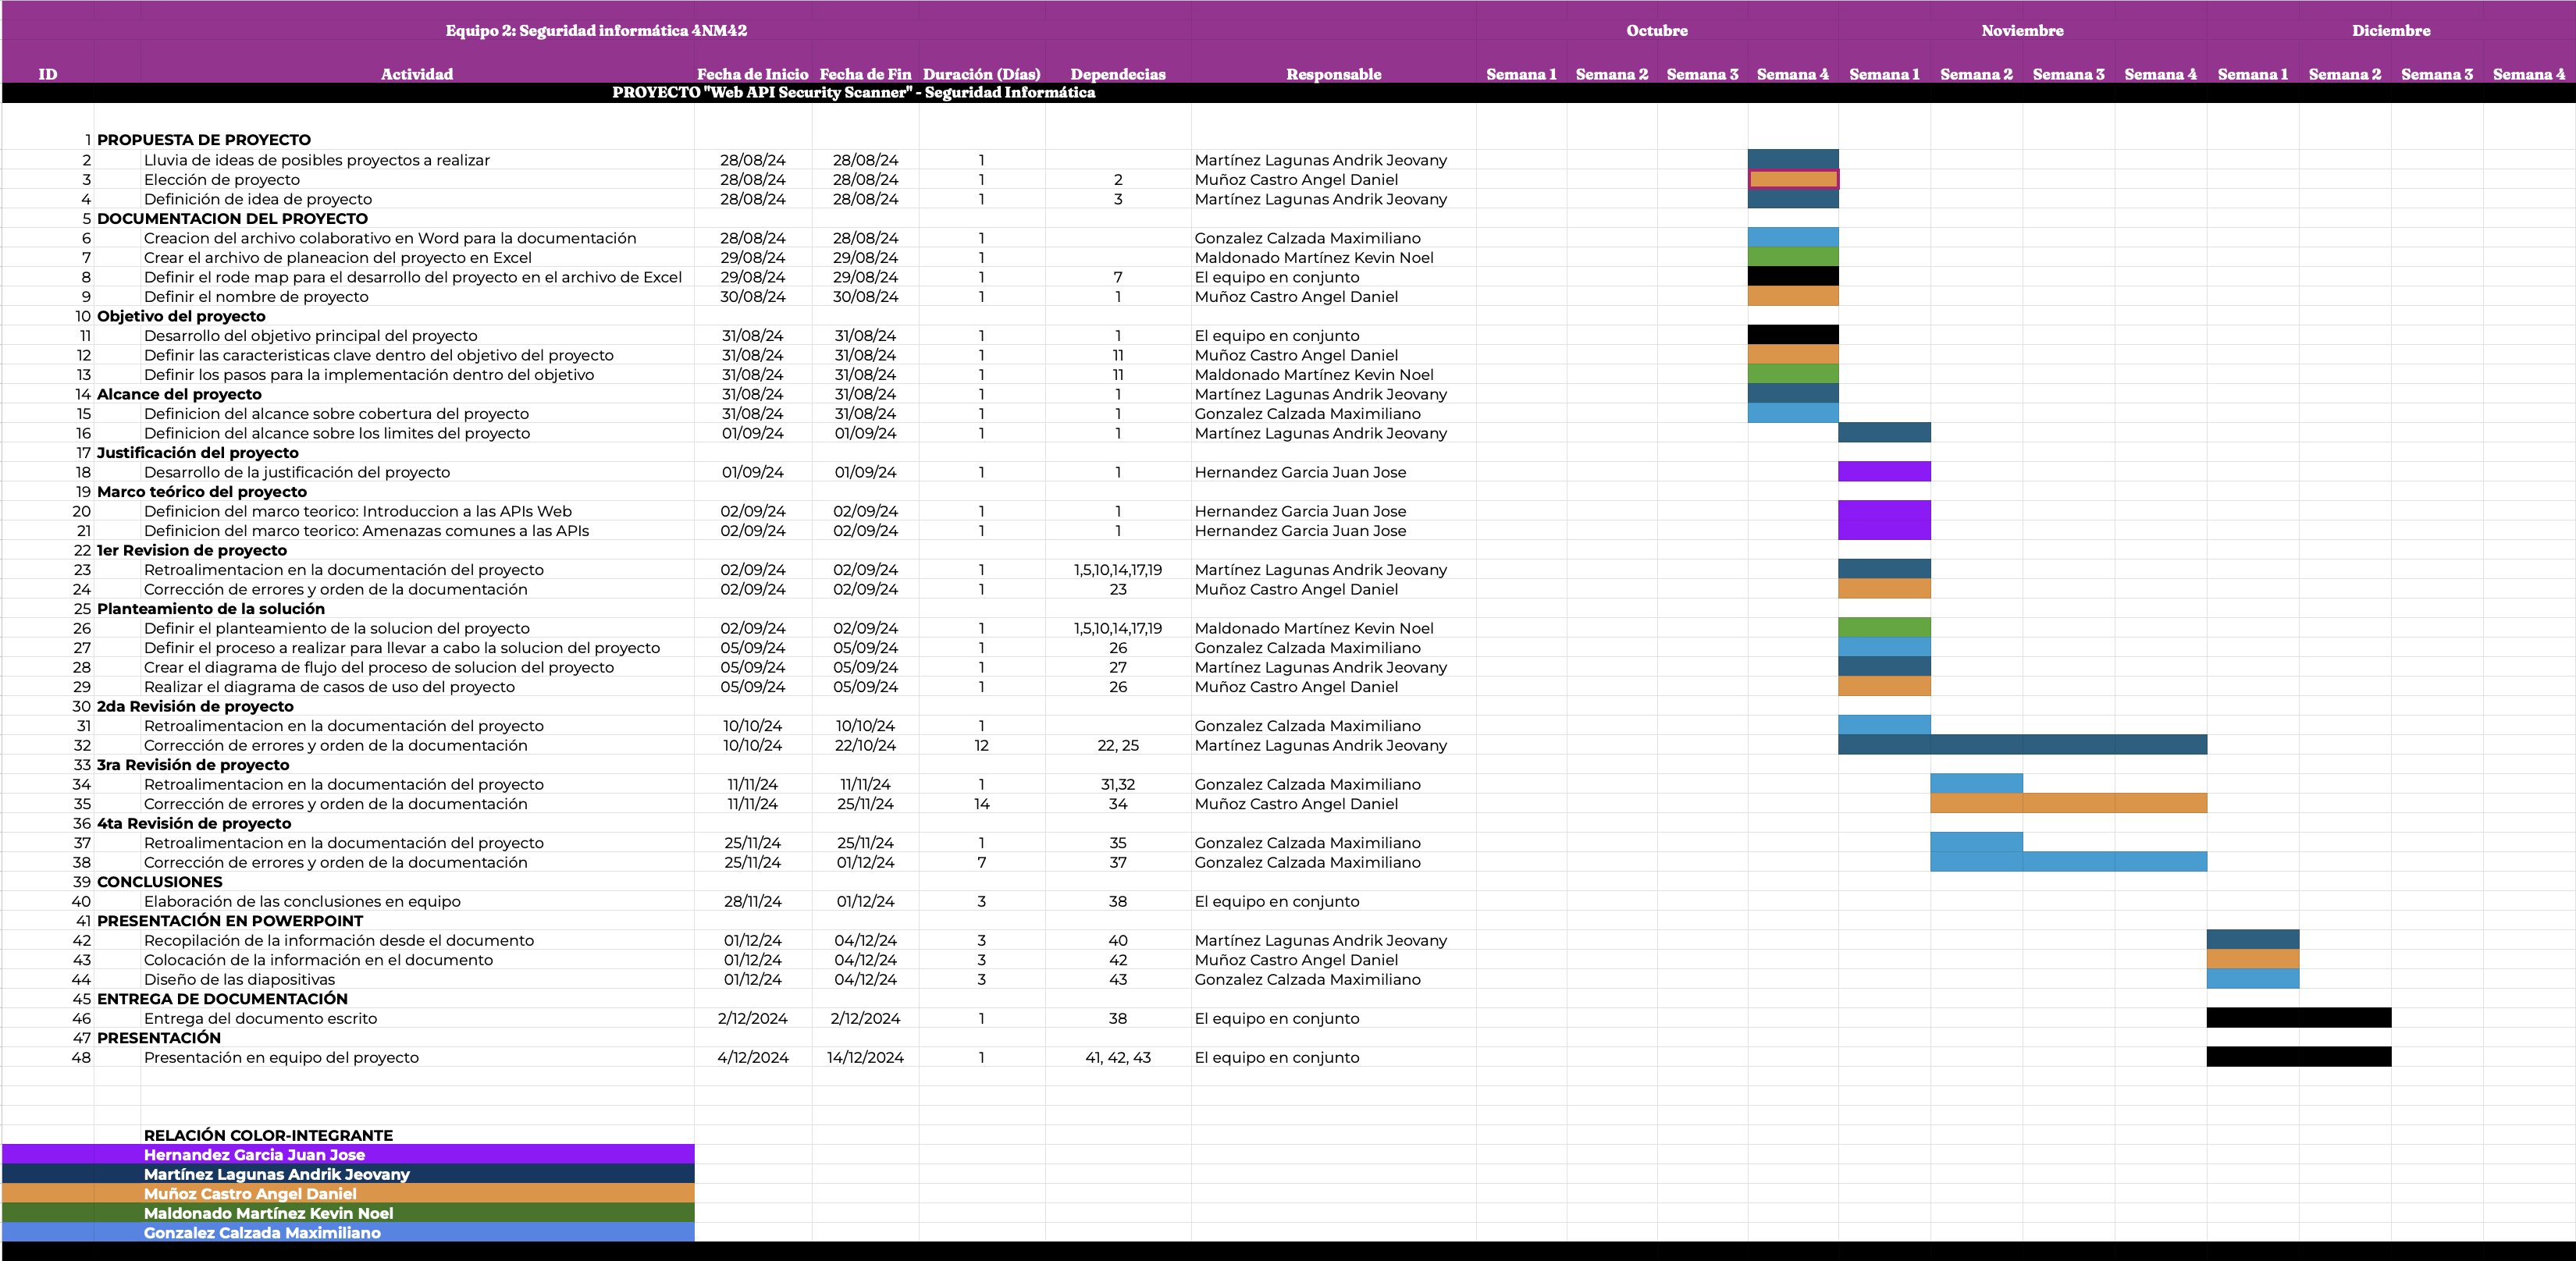 Equipo 2: Seguridad informática 4NM42 Octubre Noviembre Diciembre
ID Actividad Fecha de Inicio Fecha de Fin Duración (Días) Dependecias Responsable Semana 1 Semana 2 Semana 3 Semana 4 Semana 1 Semana 2 Semana 3 Semana 4 Semana 1 Semana 2 Semana 3 Semana 4
PROYECTO "Web API Security Scanner" - Seguridad Informática
1 PROPUESTA DE PROYECTO
2 Lluvia de ideas de posibles proyectos a realizar 28/08/24 28/08/24 1 Martínez Lagunas Andrik Jeovany
3 Elección de proyecto 28/08/24 28/08/24 1 2 Muñoz Castro Angel Daniel
4 Definición de idea de proyecto 28/08/24 28/08/24 1 3 Martínez Lagunas Andrik Jeovany
5 DOCUMENTACION DEL PROYECTO
6 Creacion del archivo colaborativo en Word para la documentación 28/08/24 28/08/24 1 Gonzalez Calzada Maximiliano
7 Crear el archivo de planeacion del proyecto en Excel 29/08/24 29/08/24 1 Maldonado Martínez Kevin Noel
8 Definir el rode map para el desarrollo del proyecto en el archivo de Excel 29/08/24 29/08/24 1 7 El equipo en conjunto
9 Definir el nombre de proyecto 30/08/24 30/08/24 1 1 Muñoz Castro Angel Daniel
10 Objetivo del proyecto
11 Desarrollo del objetivo principal del proyecto 31/08/24 31/08/24 1 1 El equipo en conjunto
12 Definir las caracteristicas clave dentro del objetivo del proyecto 31/08/24 31/08/24 1 11 Muñoz Castro Angel Daniel
13 Definir los pasos para la implementación dentro del objetivo 31/08/24 31/08/24 1 11 Maldonado Martínez Kevin Noel
14 Alcance del proyecto 31/08/24 31/08/24 1 1 Martínez Lagunas Andrik Jeovany
15 Definicion del alcance sobre cobertura del proyecto 31/08/24 31/08/24 1 1 Gonzalez Calzada Maximiliano
16 Definicion del alcance sobre los limites del proyecto 01/09/24 01/09/24 1 1 Martínez Lagunas Andrik Jeovany
17 Justificación del proyecto
18 Desarrollo de la justificación del proyecto 01/09/24 01/09/24 1 1 Hernandez Garcia Juan Jose
19 Marco teórico del proyecto
20 Definicion del marco teorico: Introduccion a las APIs Web 02/09/24 02/09/24 1 1 Hernandez Garcia Juan Jose
21 Definicion del marco teorico: Amenazas comunes a las APIs 02/09/24 02/09/24 1 1 Hernandez Garcia Juan Jose
22 1er Revision de proyecto
23 Retroalimentacion en la documentación del proyecto 02/09/24 02/09/24 1 1,5,10,14,17,19 Martínez Lagunas Andrik Jeovany
24 Corrección de errores y orden de la documentación 02/09/24 02/09/24 1 23 Muñoz Castro Angel Daniel
25 Planteamiento de la solución
26 Definir el planteamiento de la solucion del proyecto 02/09/24 02/09/24 1 1,5,10,14,17,19 Maldonado Martínez Kevin Noel
27 Definir el proceso a realizar para llevar a cabo la solucion del proyecto 05/09/24 05/09/24 1 26 Gonzalez Calzada Maximiliano
28 Crear el diagrama de flujo del proceso de solucion del proyecto 05/09/24 05/09/24 1 27 Martínez Lagunas Andrik Jeovany
29 Realizar el diagrama de casos de uso del proyecto 05/09/24 05/09/24 1 26 Muñoz Castro Angel Daniel
30 2da Revisión de proyecto
31 Retroalimentacion en la documentación del proyecto 10/10/24 10/10/24 1 Gonzalez Calzada Maximiliano
32 Corrección de errores y orden de la documentación 10/10/24 22/10/24 12 22, 25 Martínez Lagunas Andrik Jeovany
33 3ra Revisión de proyecto
34 Retroalimentacion en la documentación del proyecto 11/11/24 11/11/24 1 31,32 Gonzalez Calzada Maximiliano
35 Corrección de errores y orden de la documentación 11/11/24 25/11/24 14 34 Muñoz Castro Angel Daniel
36 4ta Revisión de proyecto
37 Retroalimentacion en la documentación del proyecto 25/11/24 25/11/24 1 35 Gonzalez Calzada Maximiliano
38 Corrección de errores y orden de la documentación 25/11/24 01/12/24 7 37 Gonzalez Calzada Maximiliano
39 CONCLUSIONES
40 Elaboración de las conclusiones en equipo 28/11/24 01/12/24 3 38 El equipo en conjunto
41 PRESENTACIÓN EN POWERPOINT
42 Recopilación de la información desde el documento 01/12/24 04/12/24 3 40 Martínez Lagunas Andrik Jeovany
43 Colocación de la información en el documento 01/12/24 04/12/24 3 42 Muñoz Castro Angel Daniel
44 Diseño de las diapositivas 01/12/24 04/12/24 3 43 Gonzalez Calzada Maximiliano
45 ENTREGA DE DOCUMENTACIÓN
46 Entrega del documento escrito 2/12/2024 2/12/2024 1 38 El equipo en conjunto
47 PRESENTACIÓN
48 Presentación en equipo del proyecto 4/12/2024 14/12/2024 1 41, 42, 43 El equipo en conjunto
RELACIÓN COLOR-INTEGRANTE
Hernandez Garcia Juan Jose
Martínez Lagunas Andrik Jeovany
Muñoz Castro Angel Daniel
Maldonado Martínez Kevin Noel
Gonzalez Calzada Maximiliano